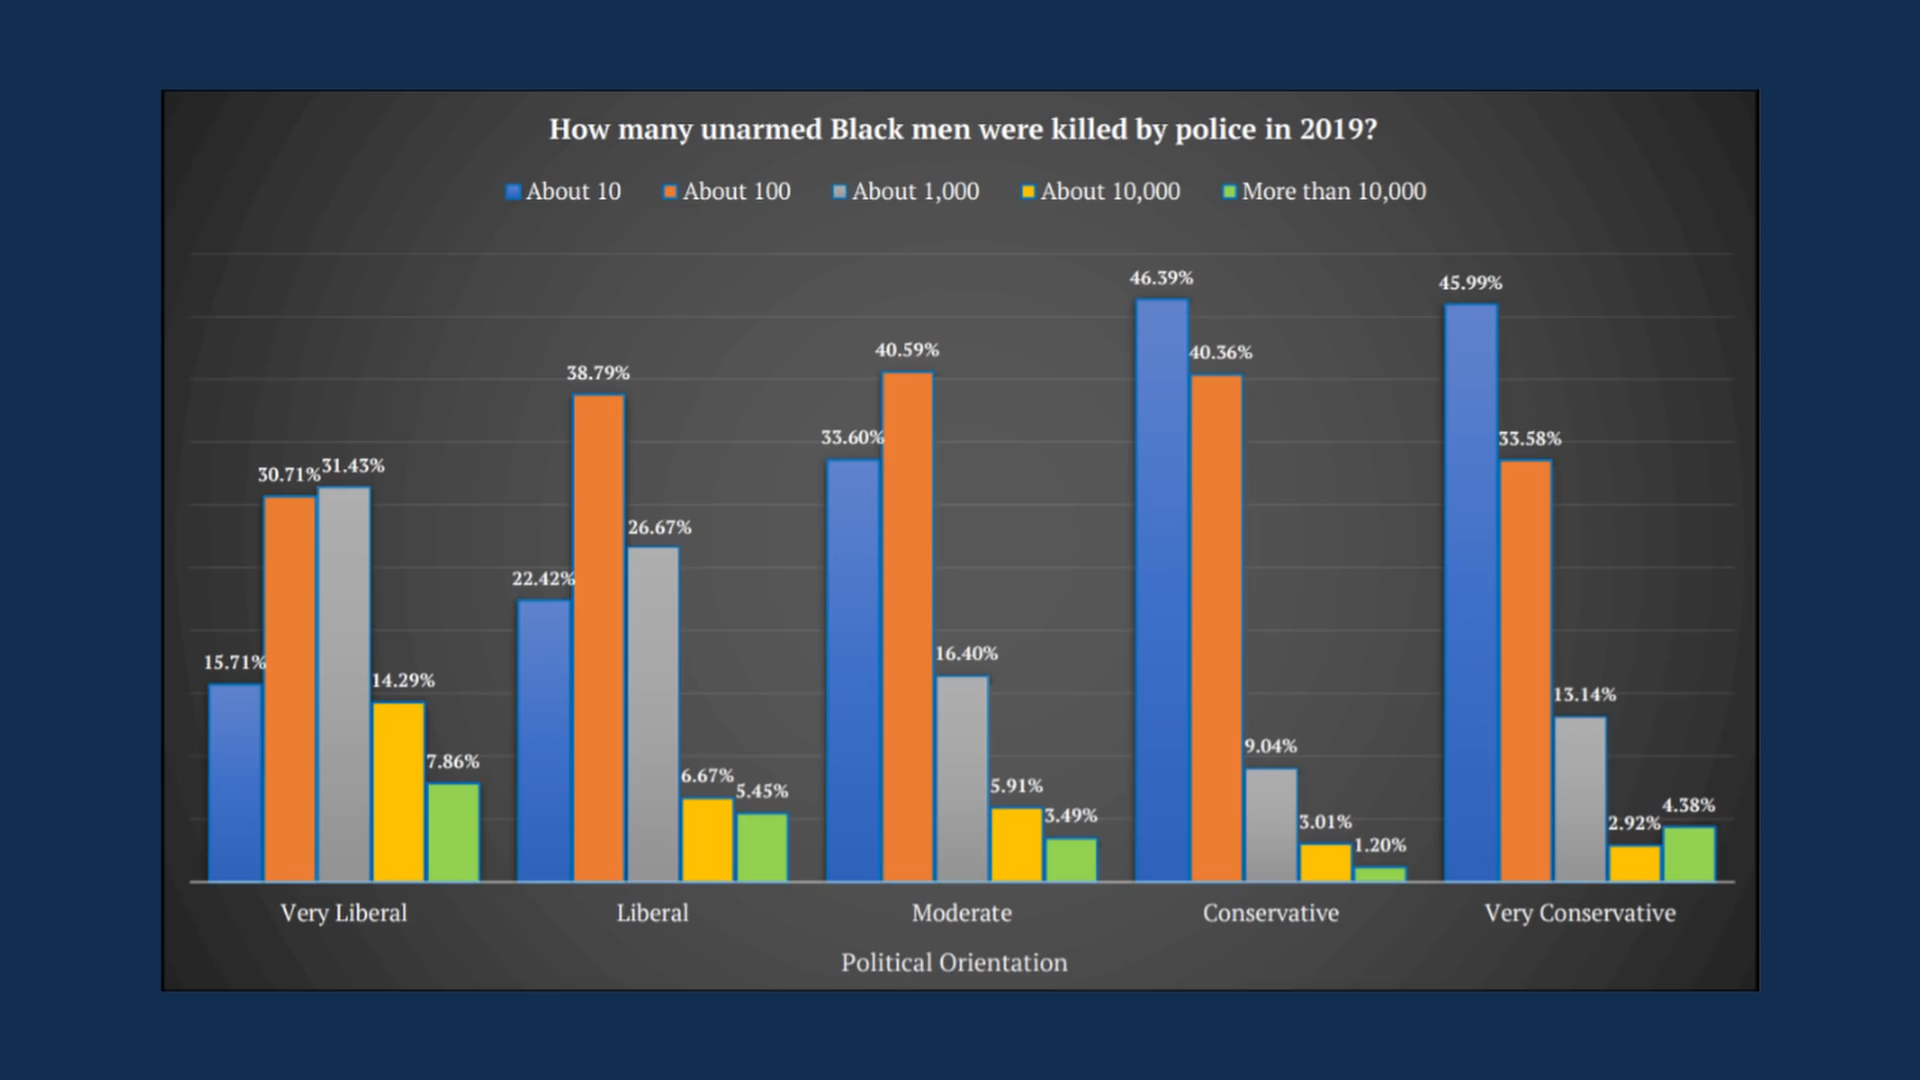 How many unarmed Black men were killed by police in 2019?
About 10 About 100 About 1,000 About 10,000 More than 10,000
15.71% 30.71% 31.43% 14.29% 7.86%
22.42% 38.79% 26.67% 6.67% 5.45%
33.60% 40.59% 16.40% 5.91% 3.49%
46.39% 40.36% 9.04% 3.01% 1.20%
45.99% 33.58% 13.14% 2.92% 4.38%
Very Liberal Liberal Moderate Conservative Very Conservative
Political Orientation